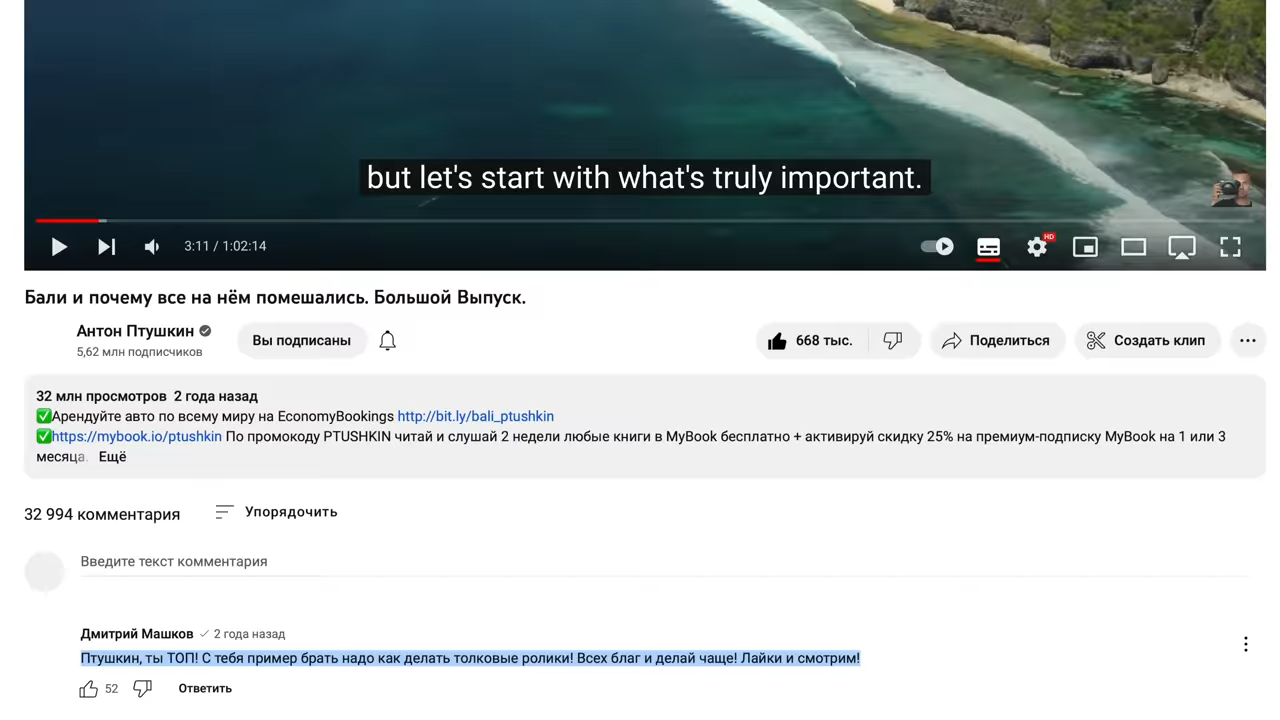 but let's start with what's truly important.
3:11 / 1:02:14
HD
Бали и почему все на нём помешались. Большой Выпуск.
Антон Птушкин
5,62 млн подписчиков
Вы подписаны
668 тыс.
Поделиться
Создать клип
32 млн просмотров 2 года назад
✅Арендуйте авто по всему миру на EconomyBookings http://bit.ly/bali_ptushkin
✅https://mybook.io/ptushkin По промокоду PTUSHKIN читай и слушай 2 недели любые книги в MyBook бесплатно + активируй скидку 25% на премиум-подписку MyBook на 1 или 3
месяца. Ещё
32 994 комментария
Упорядочить
Введите текст комментария
Дмитрий Машков 2 года назад
Птушкин, ты ТОП! С тебя пример брать надо как делать толковые ролики! Всех благ и делай чаще! Лайки и смотрим!
52
Ответить